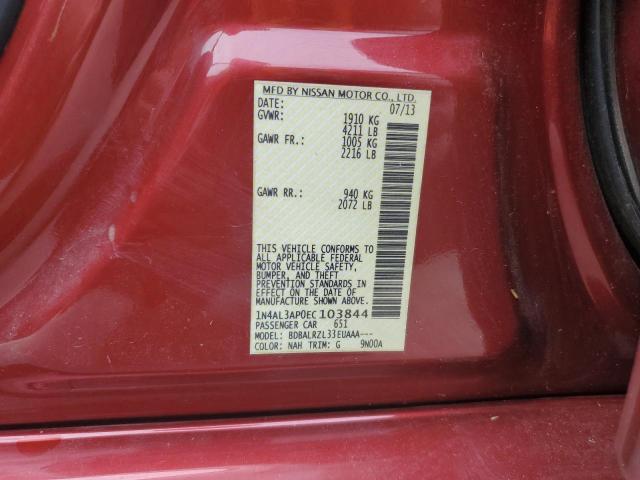 MFD BY NISSAN MOTOR CO., LTD.
DATE: 07/13
GVWR: 1910 KG
4211 LB
GAWR FR.: 1005 KG
2216 LB
GAWR RR.: 940 KG
2072 LB
THIS VEHICLE CONFORMS TO
ALL APPLICABLE FEDERAL
MOTOR VEHICLE SAFETY,
BUMPER, AND THEFT
PREVENTION STANDARDS IN
EFFECT ON THE DATE OF
MANUFACTURE SHOWN ABOVE.
1N4AL3AP0EC103844
PASSENGER CAR 651
MODEL: BDBALRZL33EUAAA---
COLOR: NAH TRIM: G 9N00A